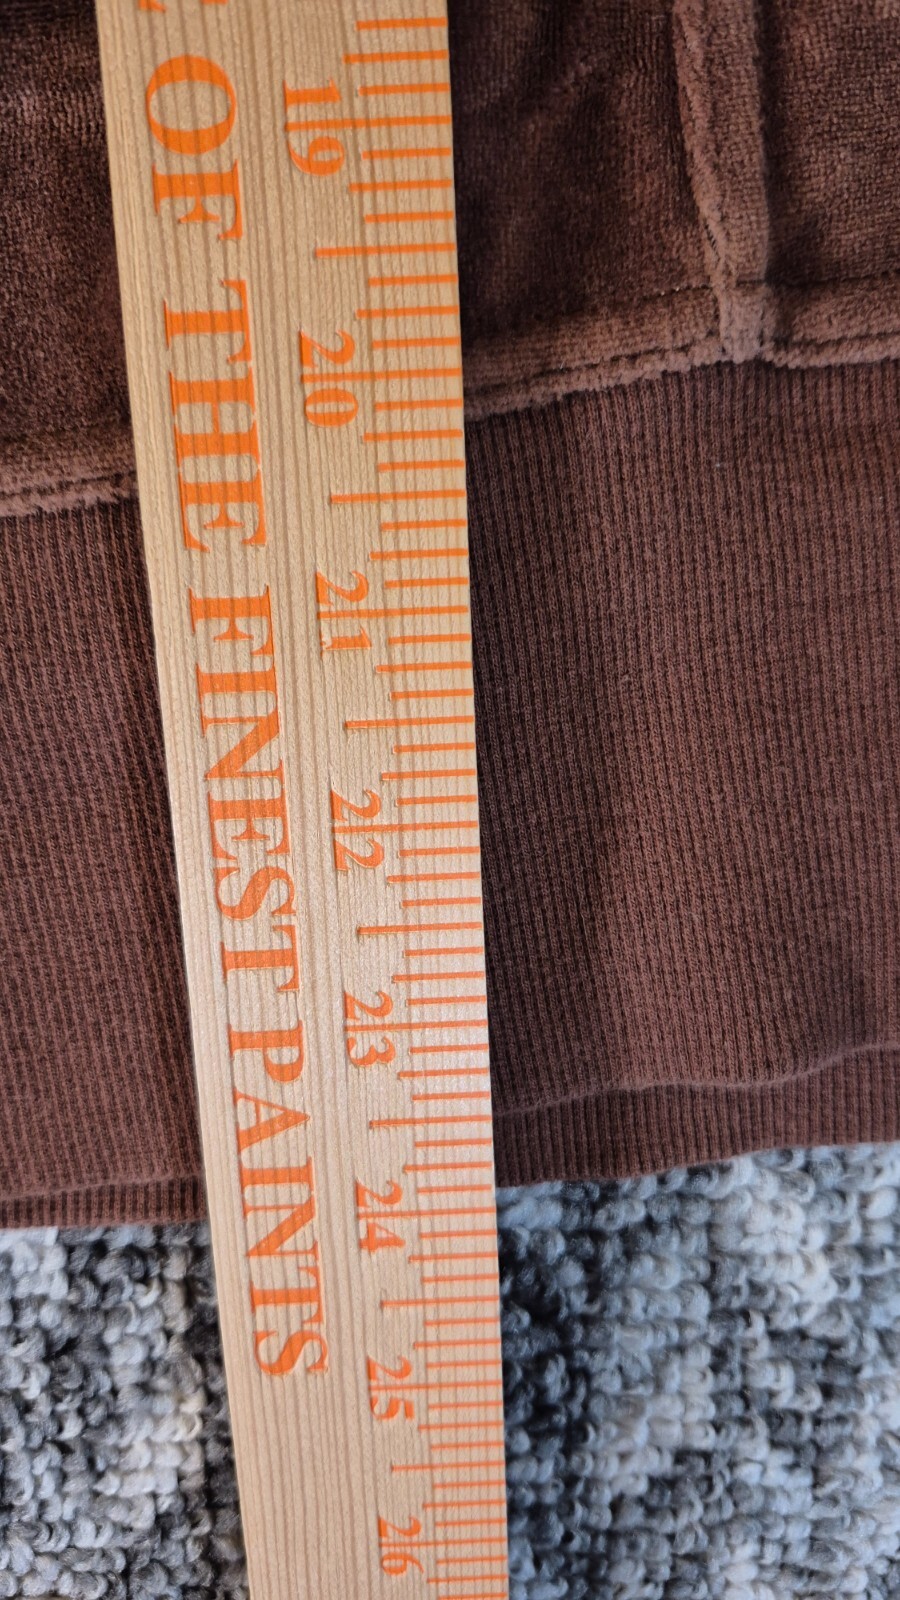 OF THE FINEST PAINTS
19 20 21 22 23 24 25 26